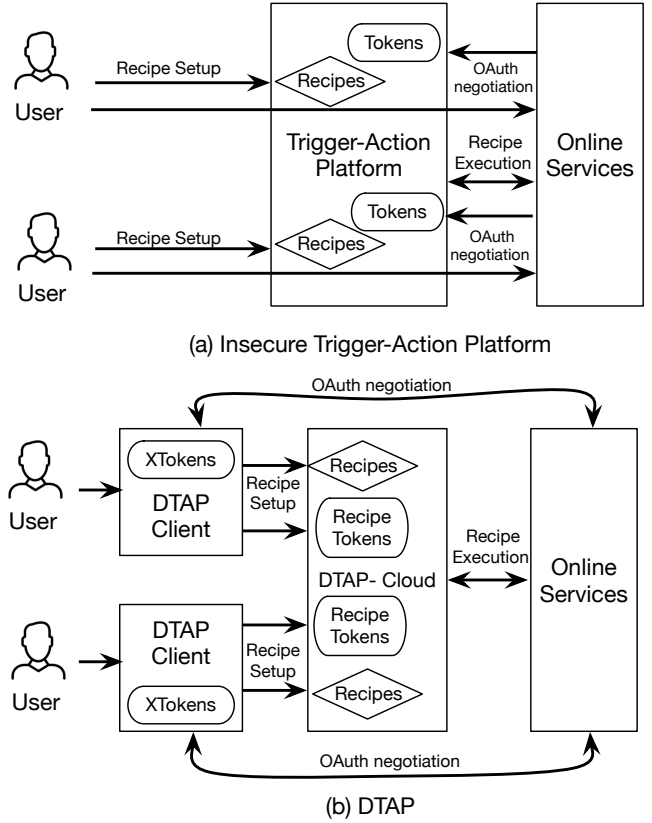 Tokens
Recipe Setup
Recipes
OAuth
negotiation
User
Trigger-Action
Platform
Recipe
Execution
Online
Services
Tokens
Recipe Setup
Recipes
OAuth
negotiation
User
(a) Insecure Trigger-Action Platform
OAuth negotiation
XTokens
Recipes
Recipe
Setup
DTAP
Client
User
Recipe
Tokens
Recipe
Execution
DTAP- Cloud
Online
Services
Recipe
Tokens
DTAP
Client
Recipe
Setup
User
XTokens
Recipes
OAuth negotiation
(b) DTAP